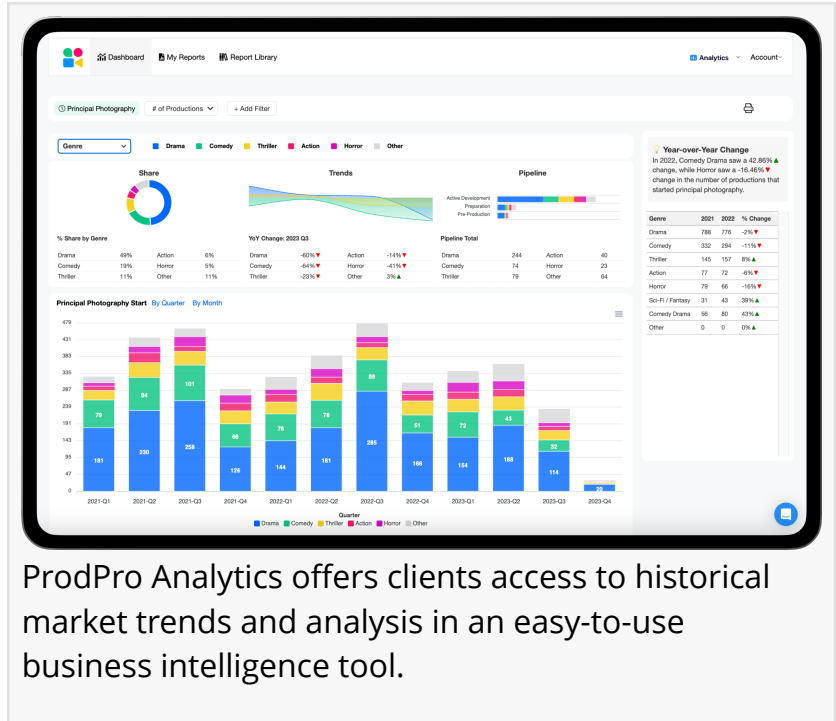 Dashboard My Reports Report Library Analytics Account
Principal Photography # of Productions + Add Filter
Genre Drama Comedy Thriller Action Horror Other
Share Trends Pipeline
Active Development
Preparation
Pre-Production
% Share by Genre YoY Change: 2023 Q3 Pipeline Total
Drama 49% Action 6% Drama -60%▼ Action -14%▼ Drama 244 Action 40
Comedy 19% Horror 5% Comedy -64%▼ Horror -41%▼ Comedy 74 Horror 23
Thriller 11% Other 11% Thriller -23%▼ Other 3%▲ Thriller 79 Other 64
Year-over-Year Change
In 2022, Comedy Drama saw a 42.86%▲
change, while Horror saw a -16.46%▼
change in the number of productions that
started principal photography.
Genre 2021 2022 % Change
Drama 788 776 -2%▼
Comedy 332 294 -11%▼
Thriller 145 157 8%▲
Action 77 72 -6%▼
Horror 79 66 -16%▼
Sci-Fi / Fantasy 31 43 39%▲
Comedy Drama 56 80 43%▲
Other 0 0 0%▲
Principal Photography Start By Quarter By Month
479
431
383
335
287
239
191
143
95
47
0
79 94 101 66 76 78 89 51 72 43 32
181 230 258 126 144 181 285 166 154 188 114 20
2021-Q1 2021-Q2 2021-Q3 2021-Q4 2022-Q1 2022-Q2 2022-Q3 2022-Q4 2023-Q1 2023-Q2 2023-Q3 2023-Q4
Quarter
Drama Comedy Thriller Action Horror Other
ProdPro Analytics offers clients access to historical
market trends and analysis in an easy-to-use
business intelligence tool.